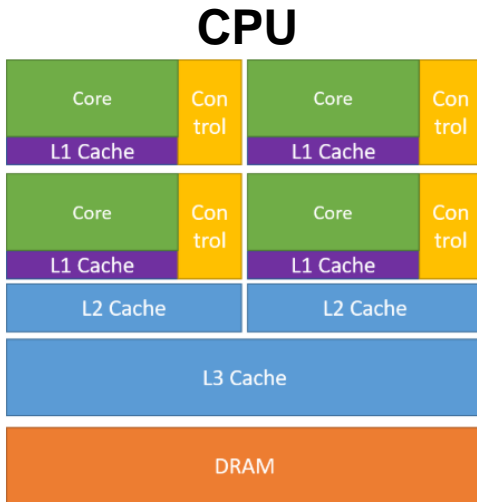 CPU
Core
Con
trol
Core
Con
trol
L1 Cache
L1 Cache
Core
Con
trol
Core
Con
trol
L1 Cache
L1 Cache
L2 Cache
L2 Cache
L3 Cache
DRAM